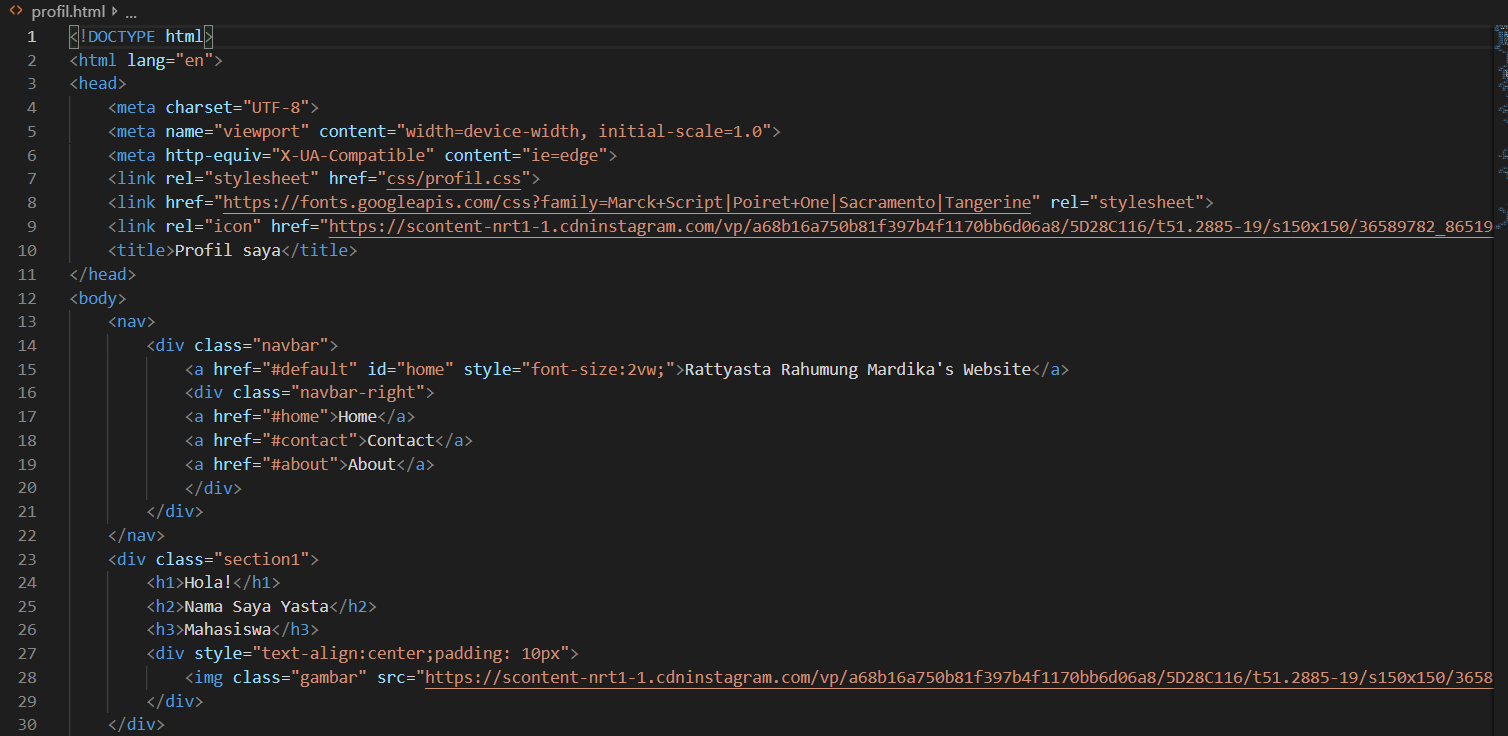 profil.html ...
1 <!DOCTYPE html>
2 <html lang="en">
3 <head>
4 <meta charset="UTF-8">
5 <meta name="viewport" content="width=device-width, initial-scale=1.0">
6 <meta http-equiv="X-UA-Compatible" content="ie=edge">
7 <link rel="stylesheet" href="css/profil.css">
8 <link href="https://fonts.googleapis.com/css?family=Marck+Script|Poiret+One|Sacramento|Tangerine" rel="stylesheet">
9 <link rel="icon" href="https://scontent-nrt1-1.cdninstagram.com/vp/a68b16a750b81f397b4f1170bb6d06a8/5D28C116/t51.2885-19/s150x150/36589782_86519
10 <title>Profil saya</title>
11 </head>
12 <body>
13 <nav>
14 <div class="navbar">
15 <a href="#default" id="home" style="font-size:2vw;">Rattyasta Rahumung Mardika's Website</a>
16 <div class="navbar-right">
17 <a href="#home">Home</a>
18 <a href="#contact">Contact</a>
19 <a href="#about">About</a>
20 </div>
21 </div>
22 </nav>
23 <div class="section1">
24 <h1>Hola!</h1>
25 <h2>Nama Saya Yasta</h2>
26 <h3>Mahasiswa</h3>
27 <div style="text-align:center;padding: 10px">
28 <img class="gambar" src="https://scontent-nrt1-1.cdninstagram.com/vp/a68b16a750b81f397b4f1170bb6d06a8/5D28C116/t51.2885-19/s150x150/3658
29 </div>
30 </div>